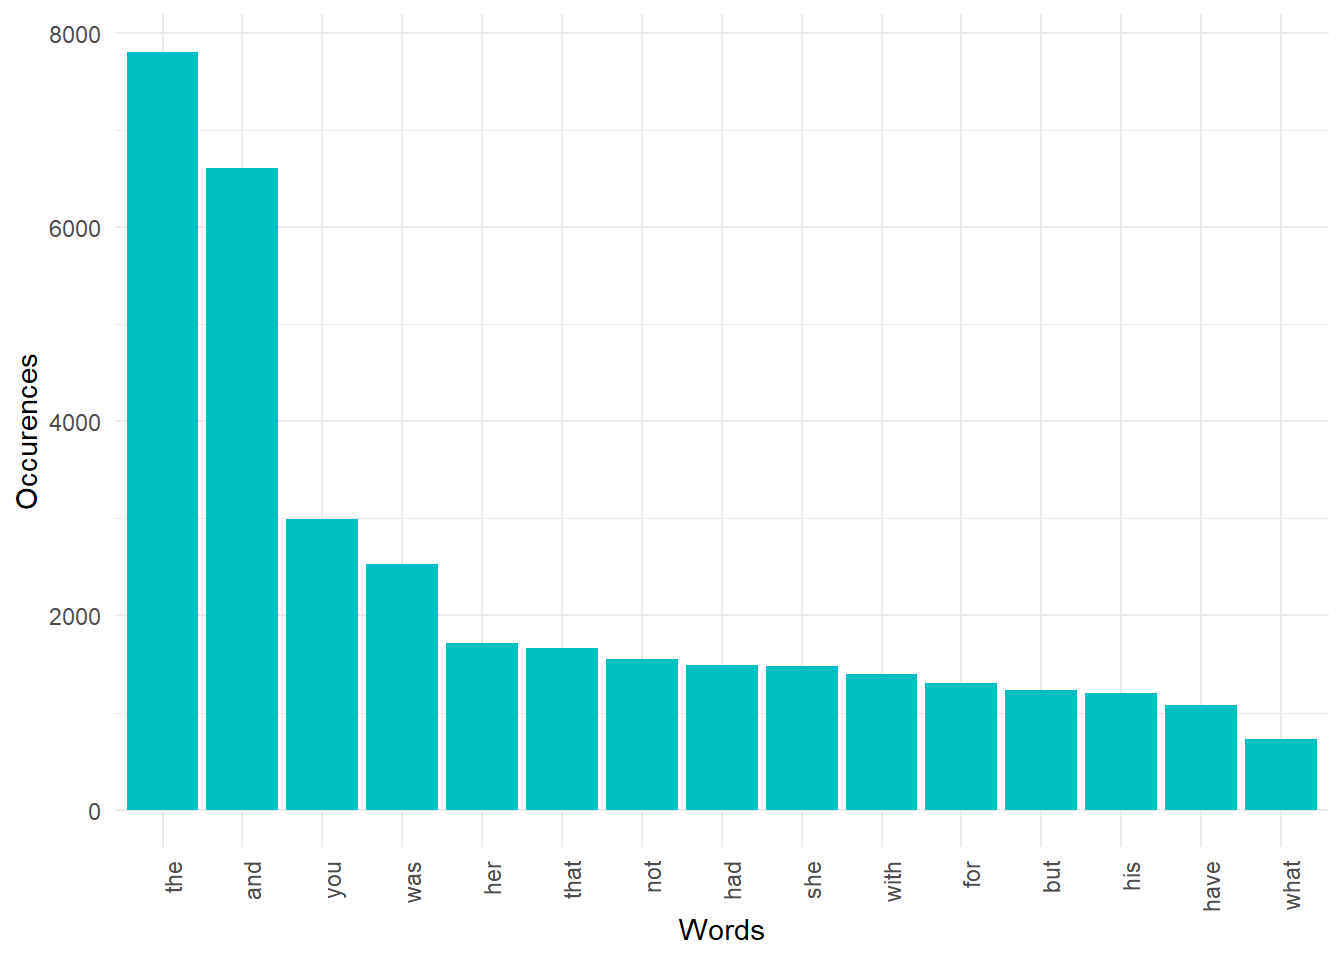 8000
6000
4000
2000
0
Occurences
the
and
you
was
her
that
not
had
she
with
for
but
his
have
what
Words